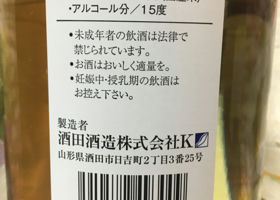 ・アルコール分／15度
●未成年者の飲酒は法律で
禁じられています。
●お酒はおいしく適量を。
●妊娠中・授乳期の飲酒は
お控え下さい。
製造者
酒田酒造株式会社K
山形県酒田市日吉町2丁目3番25号